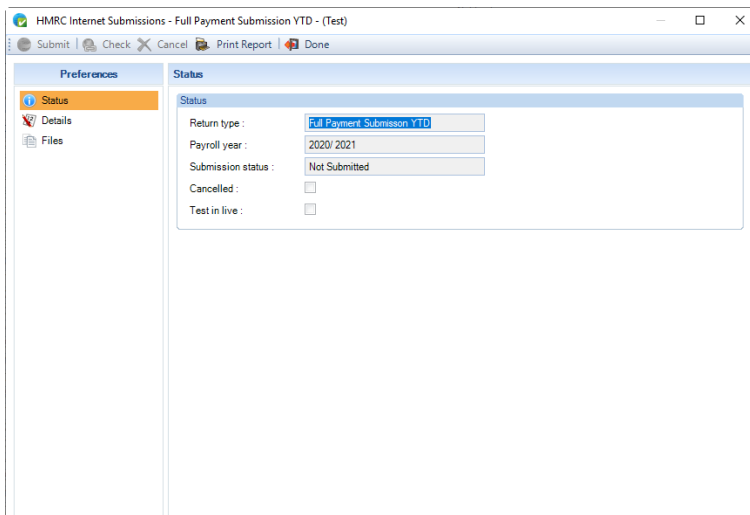 HMRC Internet Submissions - Full Payment Submission YTD - (Test)
Submit Check Cancel Print Report Done
Preferences
Status
Details
Files
Status
Status
Return type : Full Payment Submisson YTD
Payroll year : 2020/ 2021
Submission status : Not Submitted
Cancelled :
Test in live :